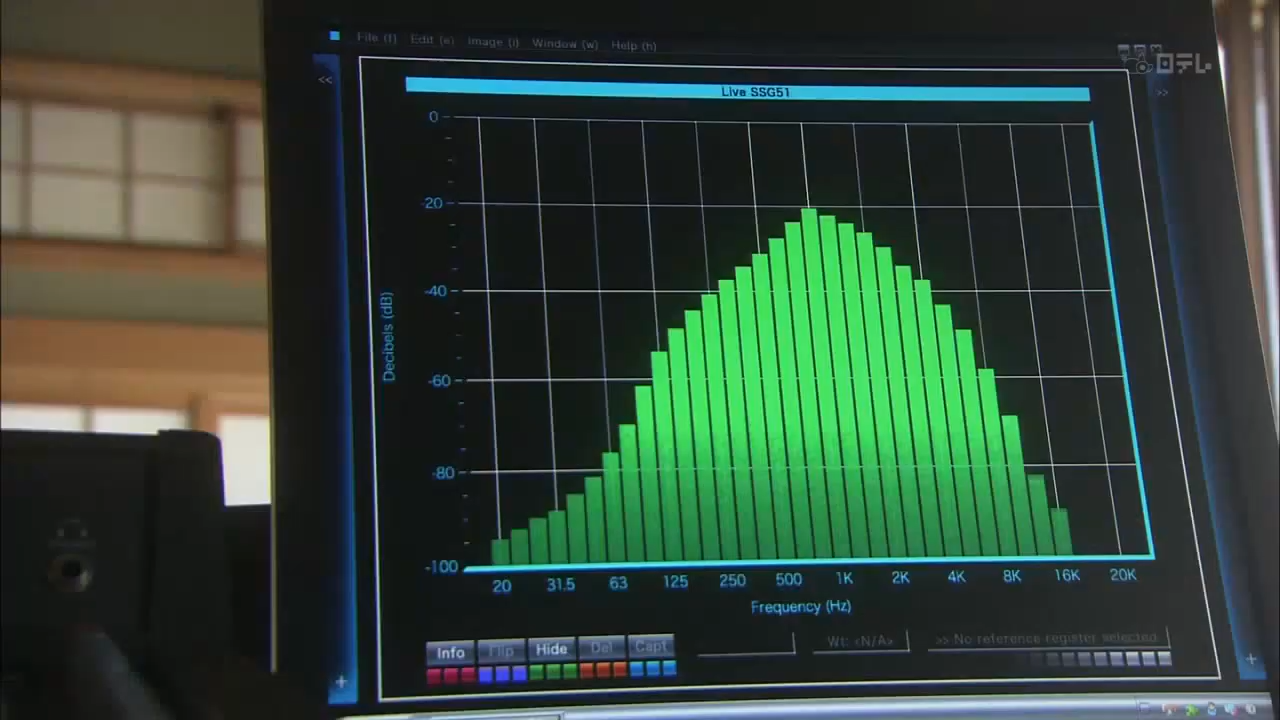 File (f) Edit (e) Image (i) Window (w) Help (h)
日テレ
<< >>
Live SSG51
0
-20
-40
-60
-80
-100
Decibels (dB)
20 31.5 63 125 250 500 1K 2K 4K 8K 16K 20K
Frequency (Hz)
Info Flip Hide Del Capt
Wt: <N/A>
>> No reference register selected
+ +